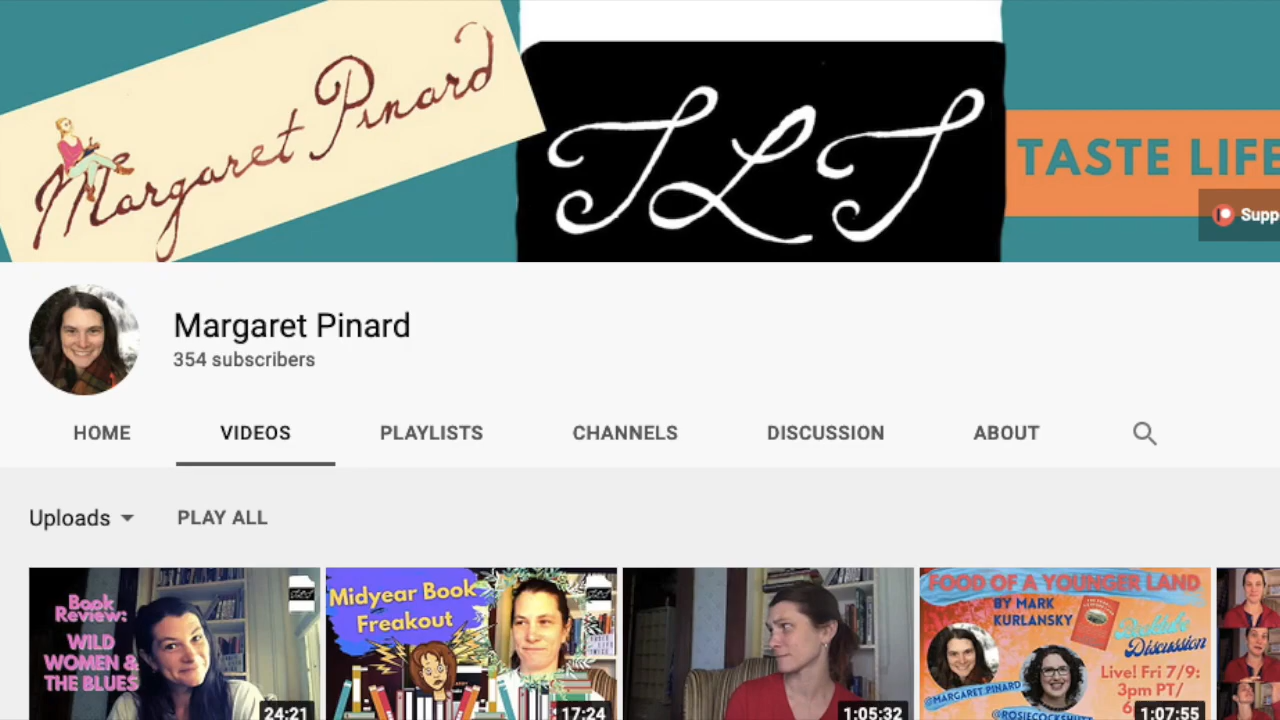 Margaret Pinard
TLT
TASTE LIFE
Supp
Margaret Pinard
354 subscribers
HOME
VIDEOS
PLAYLISTS
CHANNELS
DISCUSSION
ABOUT
Uploads
PLAY ALL
Book
Review:
WILD
WOMEN &
THE BLUES
24:21
Midyear Book
Freakout
17:24
1:05:32
FOOD OF A YOUNGER LAND
BY MARK
KURLANSKY
Discussion
Live! Fri 7/9:
3pm PT/
6
@MARGARET.PINARD
@ROSIECOCKSHUTT
1:07:55